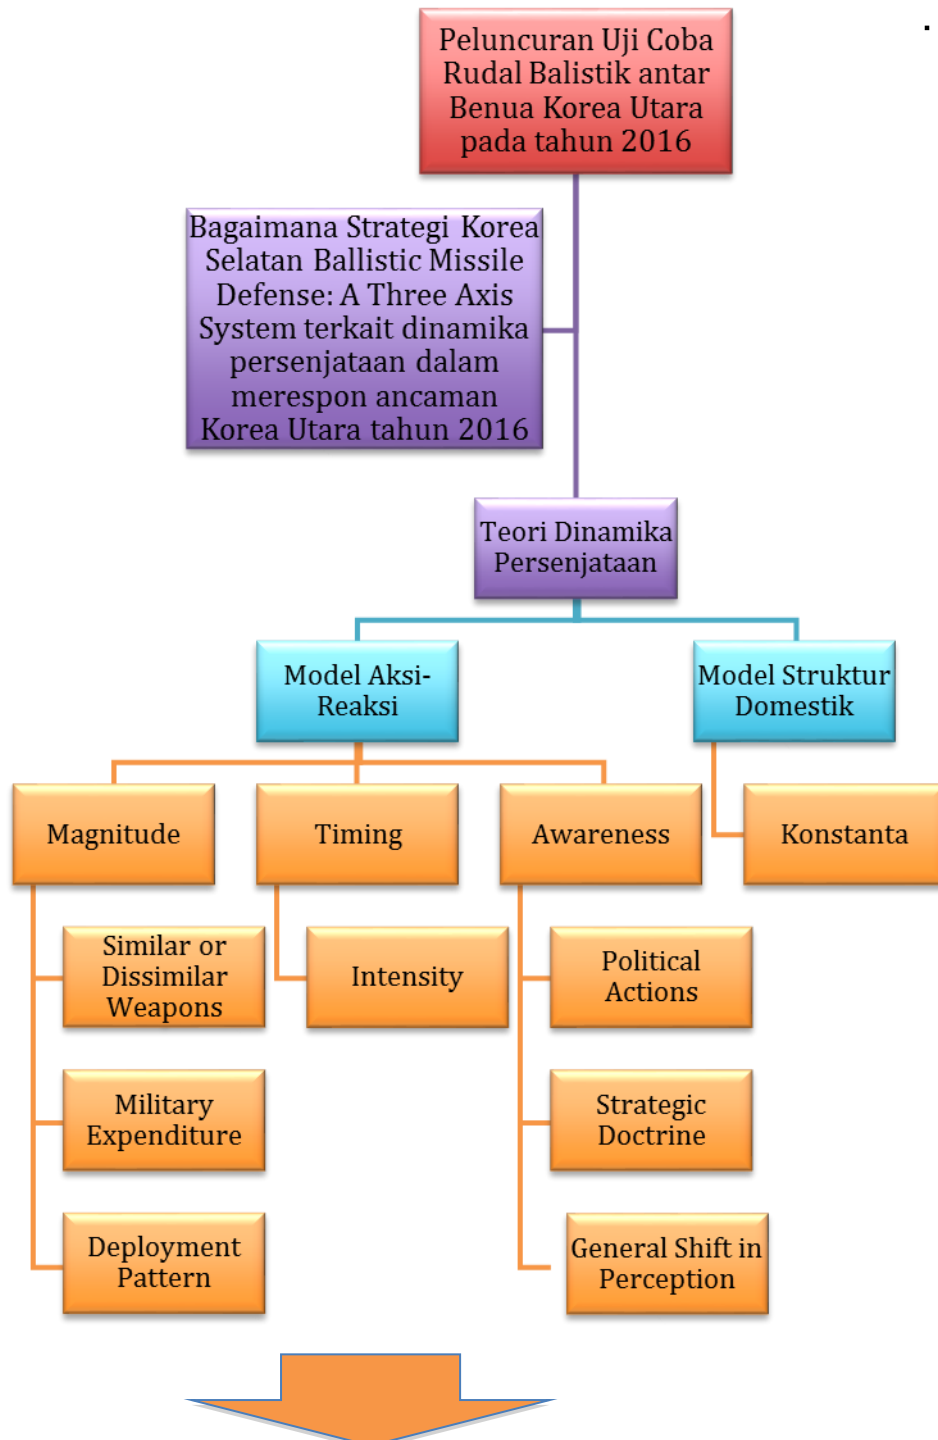 Peluncuran Uji Coba
Rudal Balistik antar
Benua Korea Utara
pada tahun 2016
.
Bagaimana Strategi Korea
Selatan Ballistic Missile
Defense: A Three Axis
System terkait dinamika
persenjataan dalam
merespon ancaman
Korea Utara tahun 2016
Teori Dinamika
Persenjataan
Model Aksi-
Reaksi
Model Struktur
Domestik
Magnitude
Timing
Awareness
Konstanta
Similar or
Dissimilar
Weapons
Intensity
Political
Actions
Military
Expenditure
Strategic
Doctrine
Deployment
Pattern
General Shift in
Perception